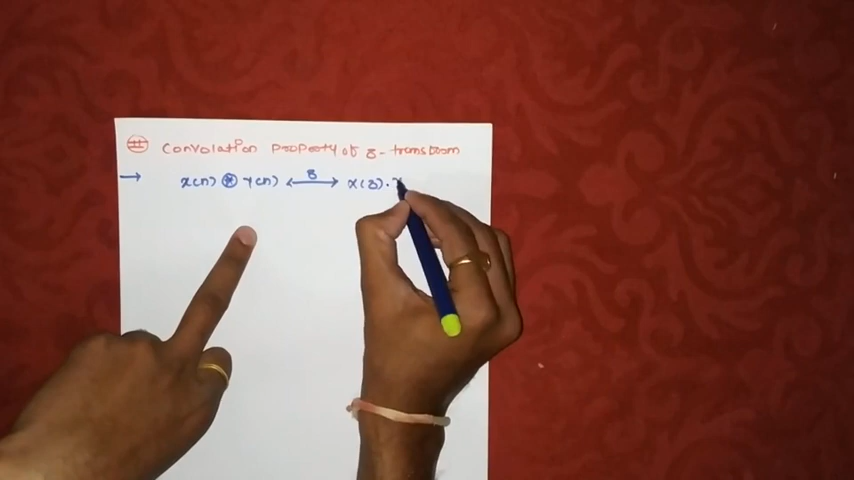 # Convolution property of z-transform
→ x(n) ⊛ y(n) ←z→ x(z).